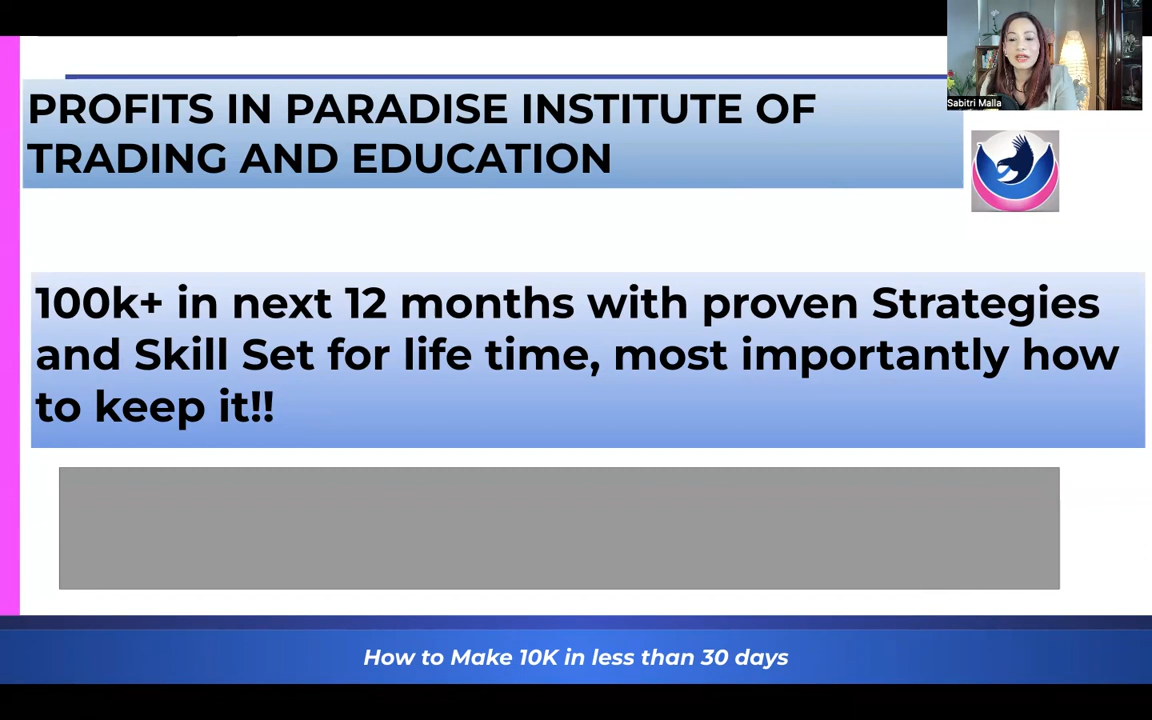 Sabitri Malla
PROFITS IN PARADISE INSTITUTE OF
TRADING AND EDUCATION
100k+ in next 12 months with proven Strategies
and Skill Set for life time, most importantly how
to keep it!!
How to Make 10K in less than 30 days